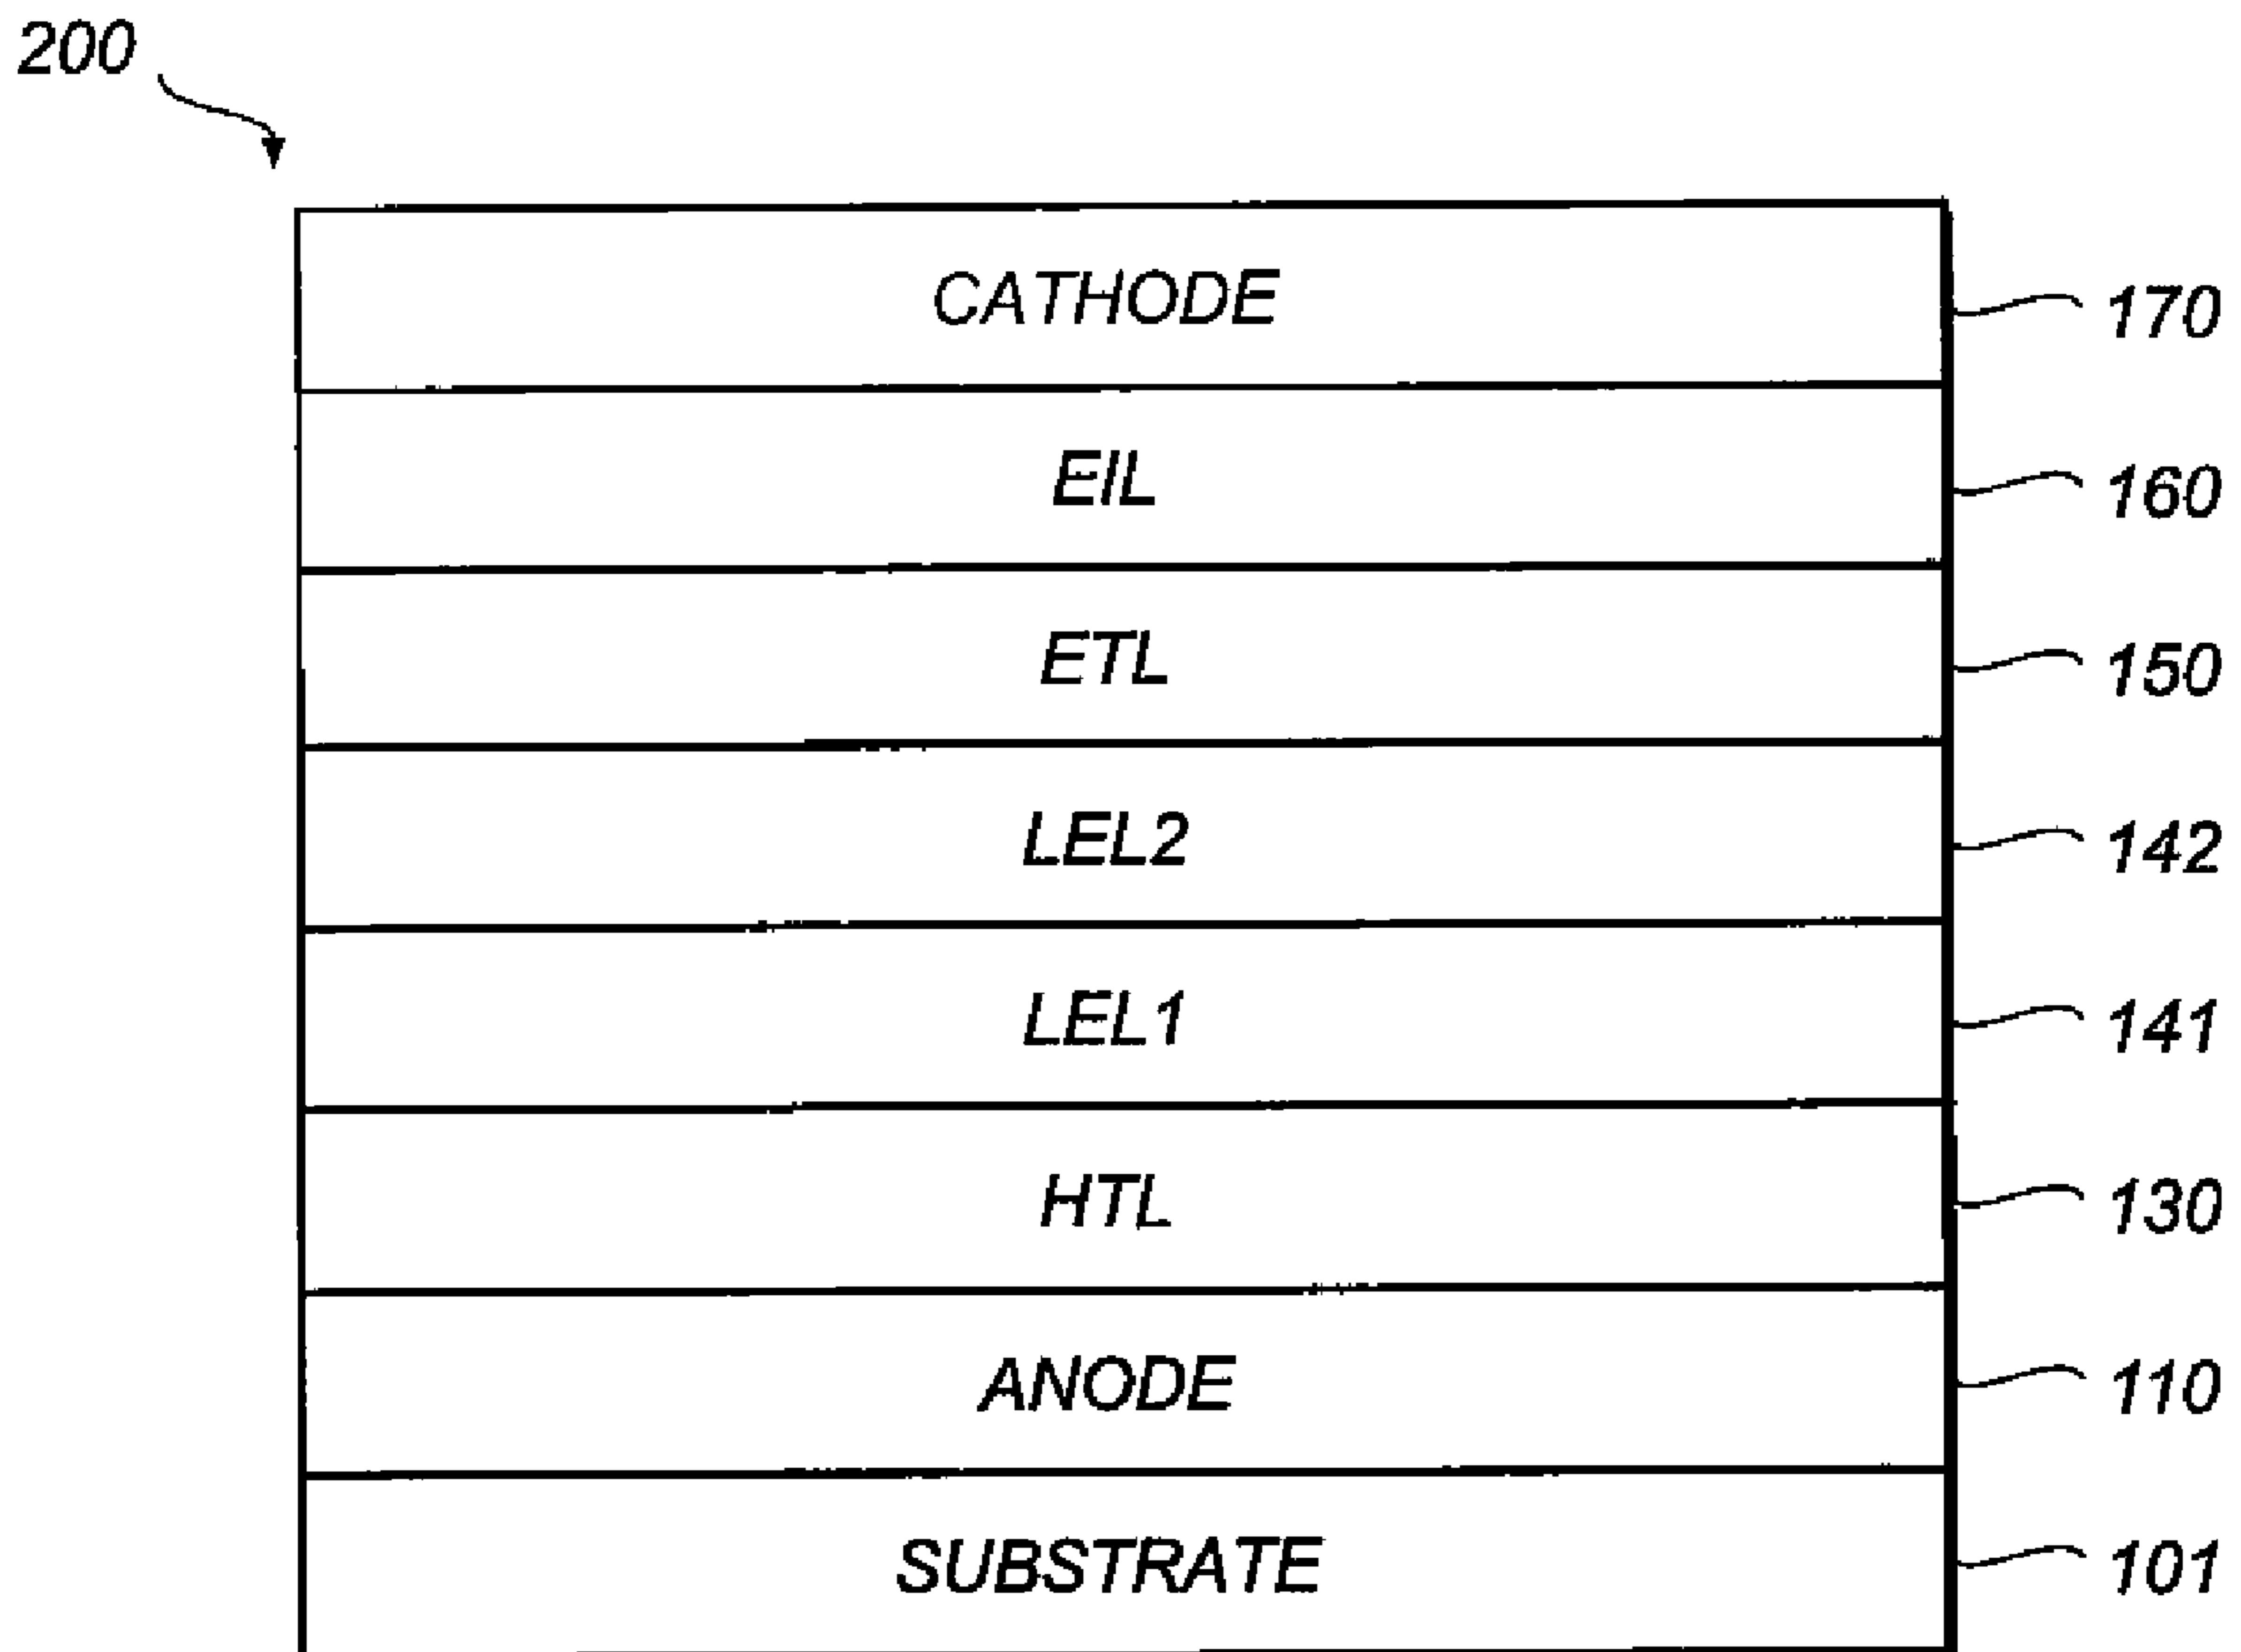 200
CATHODE 170
EIL 160
ETL 150
LEL2 142
LEL1 141
HTL 130
ANODE 110
SUBSTRATE 101